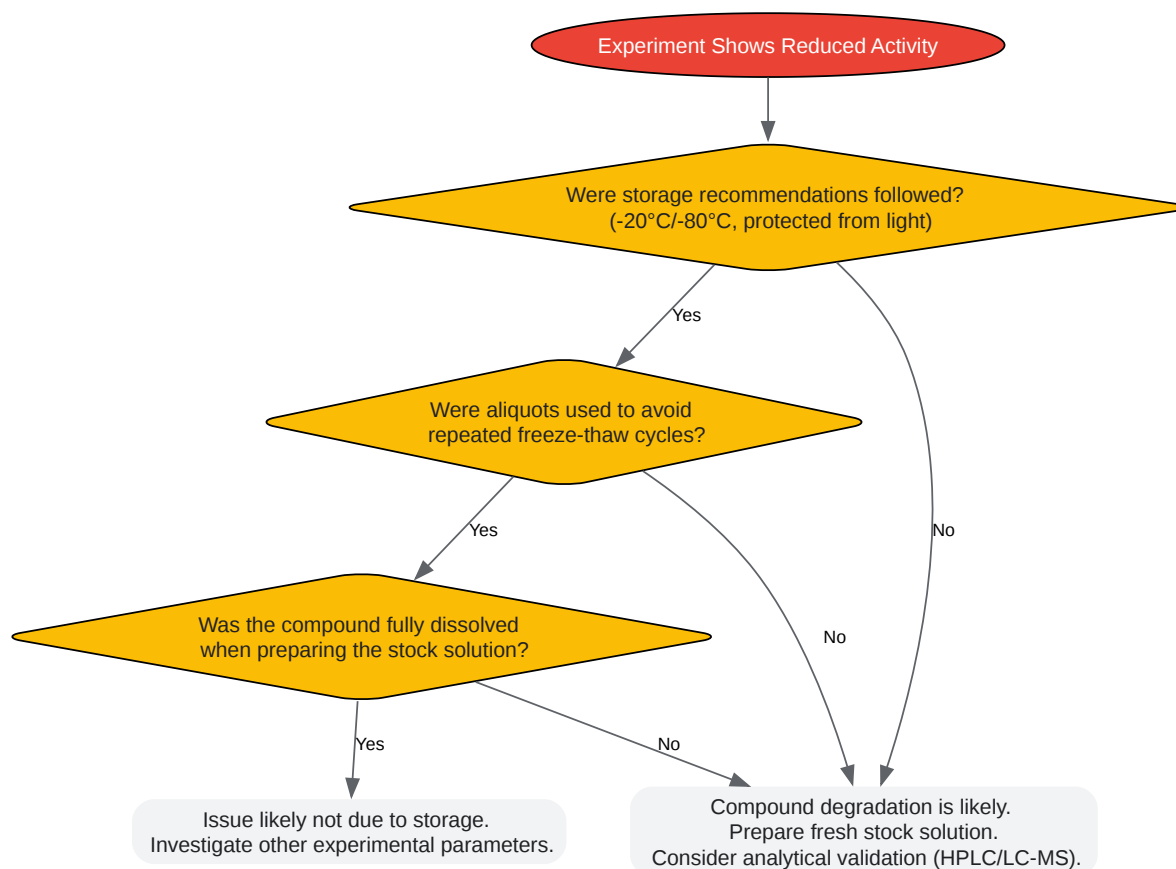 Experiment Shows Reduced Activity
Were storage recommendations followed?
(-20°C/-80°C, protected from light)
Yes
Were aliquots used to avoid
repeated freeze-thaw cycles?
No
Yes
Was the compound fully dissolved
when preparing the stock solution?
No
Yes
No
Issue likely not due to storage.
Investigate other experimental parameters.
Compound degradation is likely.
Prepare fresh stock solution.
Consider analytical validation (HPLC/LC-MS).